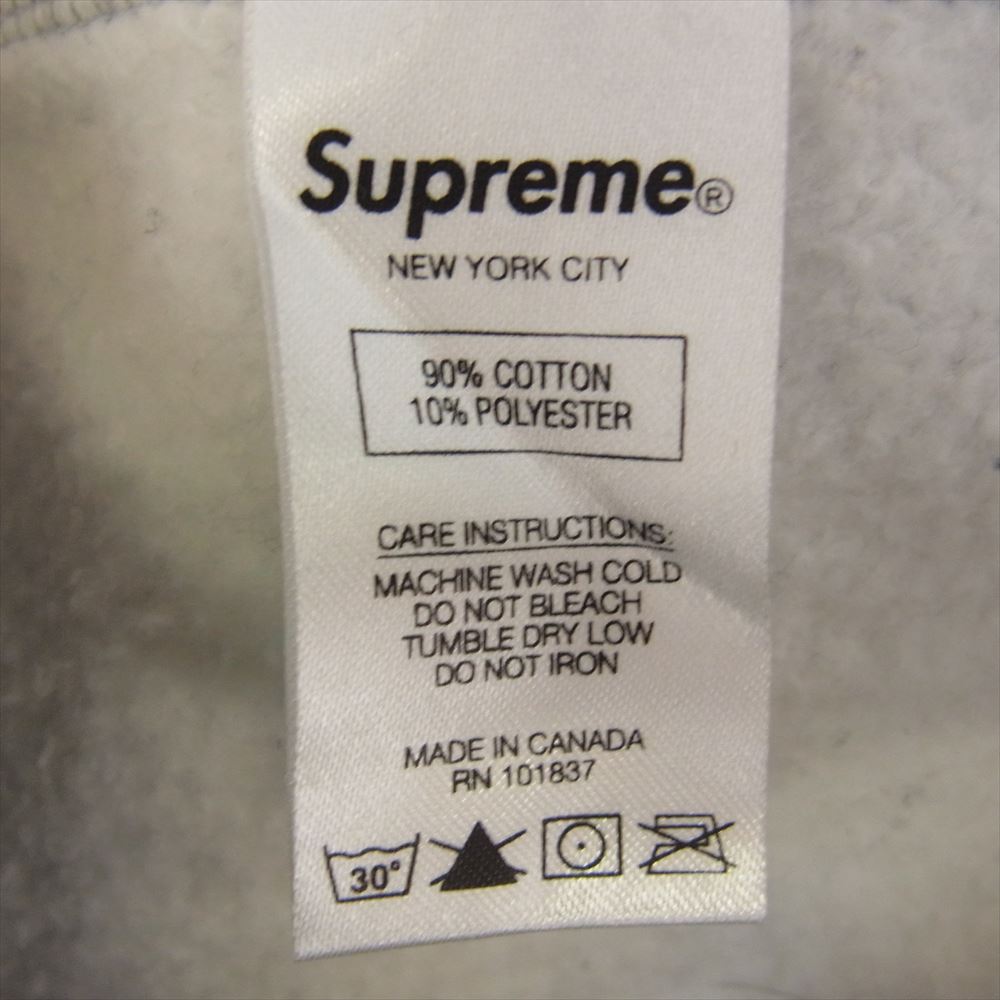 Supreme®
NEW YORK CITY
90% COTTON
10% POLYESTER
CARE INSTRUCTIONS:
MACHINE WASH COLD
DO NOT BLEACH
TUMBLE DRY LOW
DO NOT IRON
MADE IN CANADA
RN 101837
30°